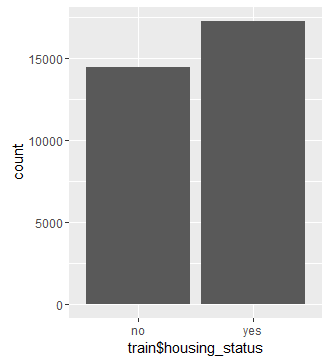 15000
10000
5000
0
count
no yes
train$housing_status